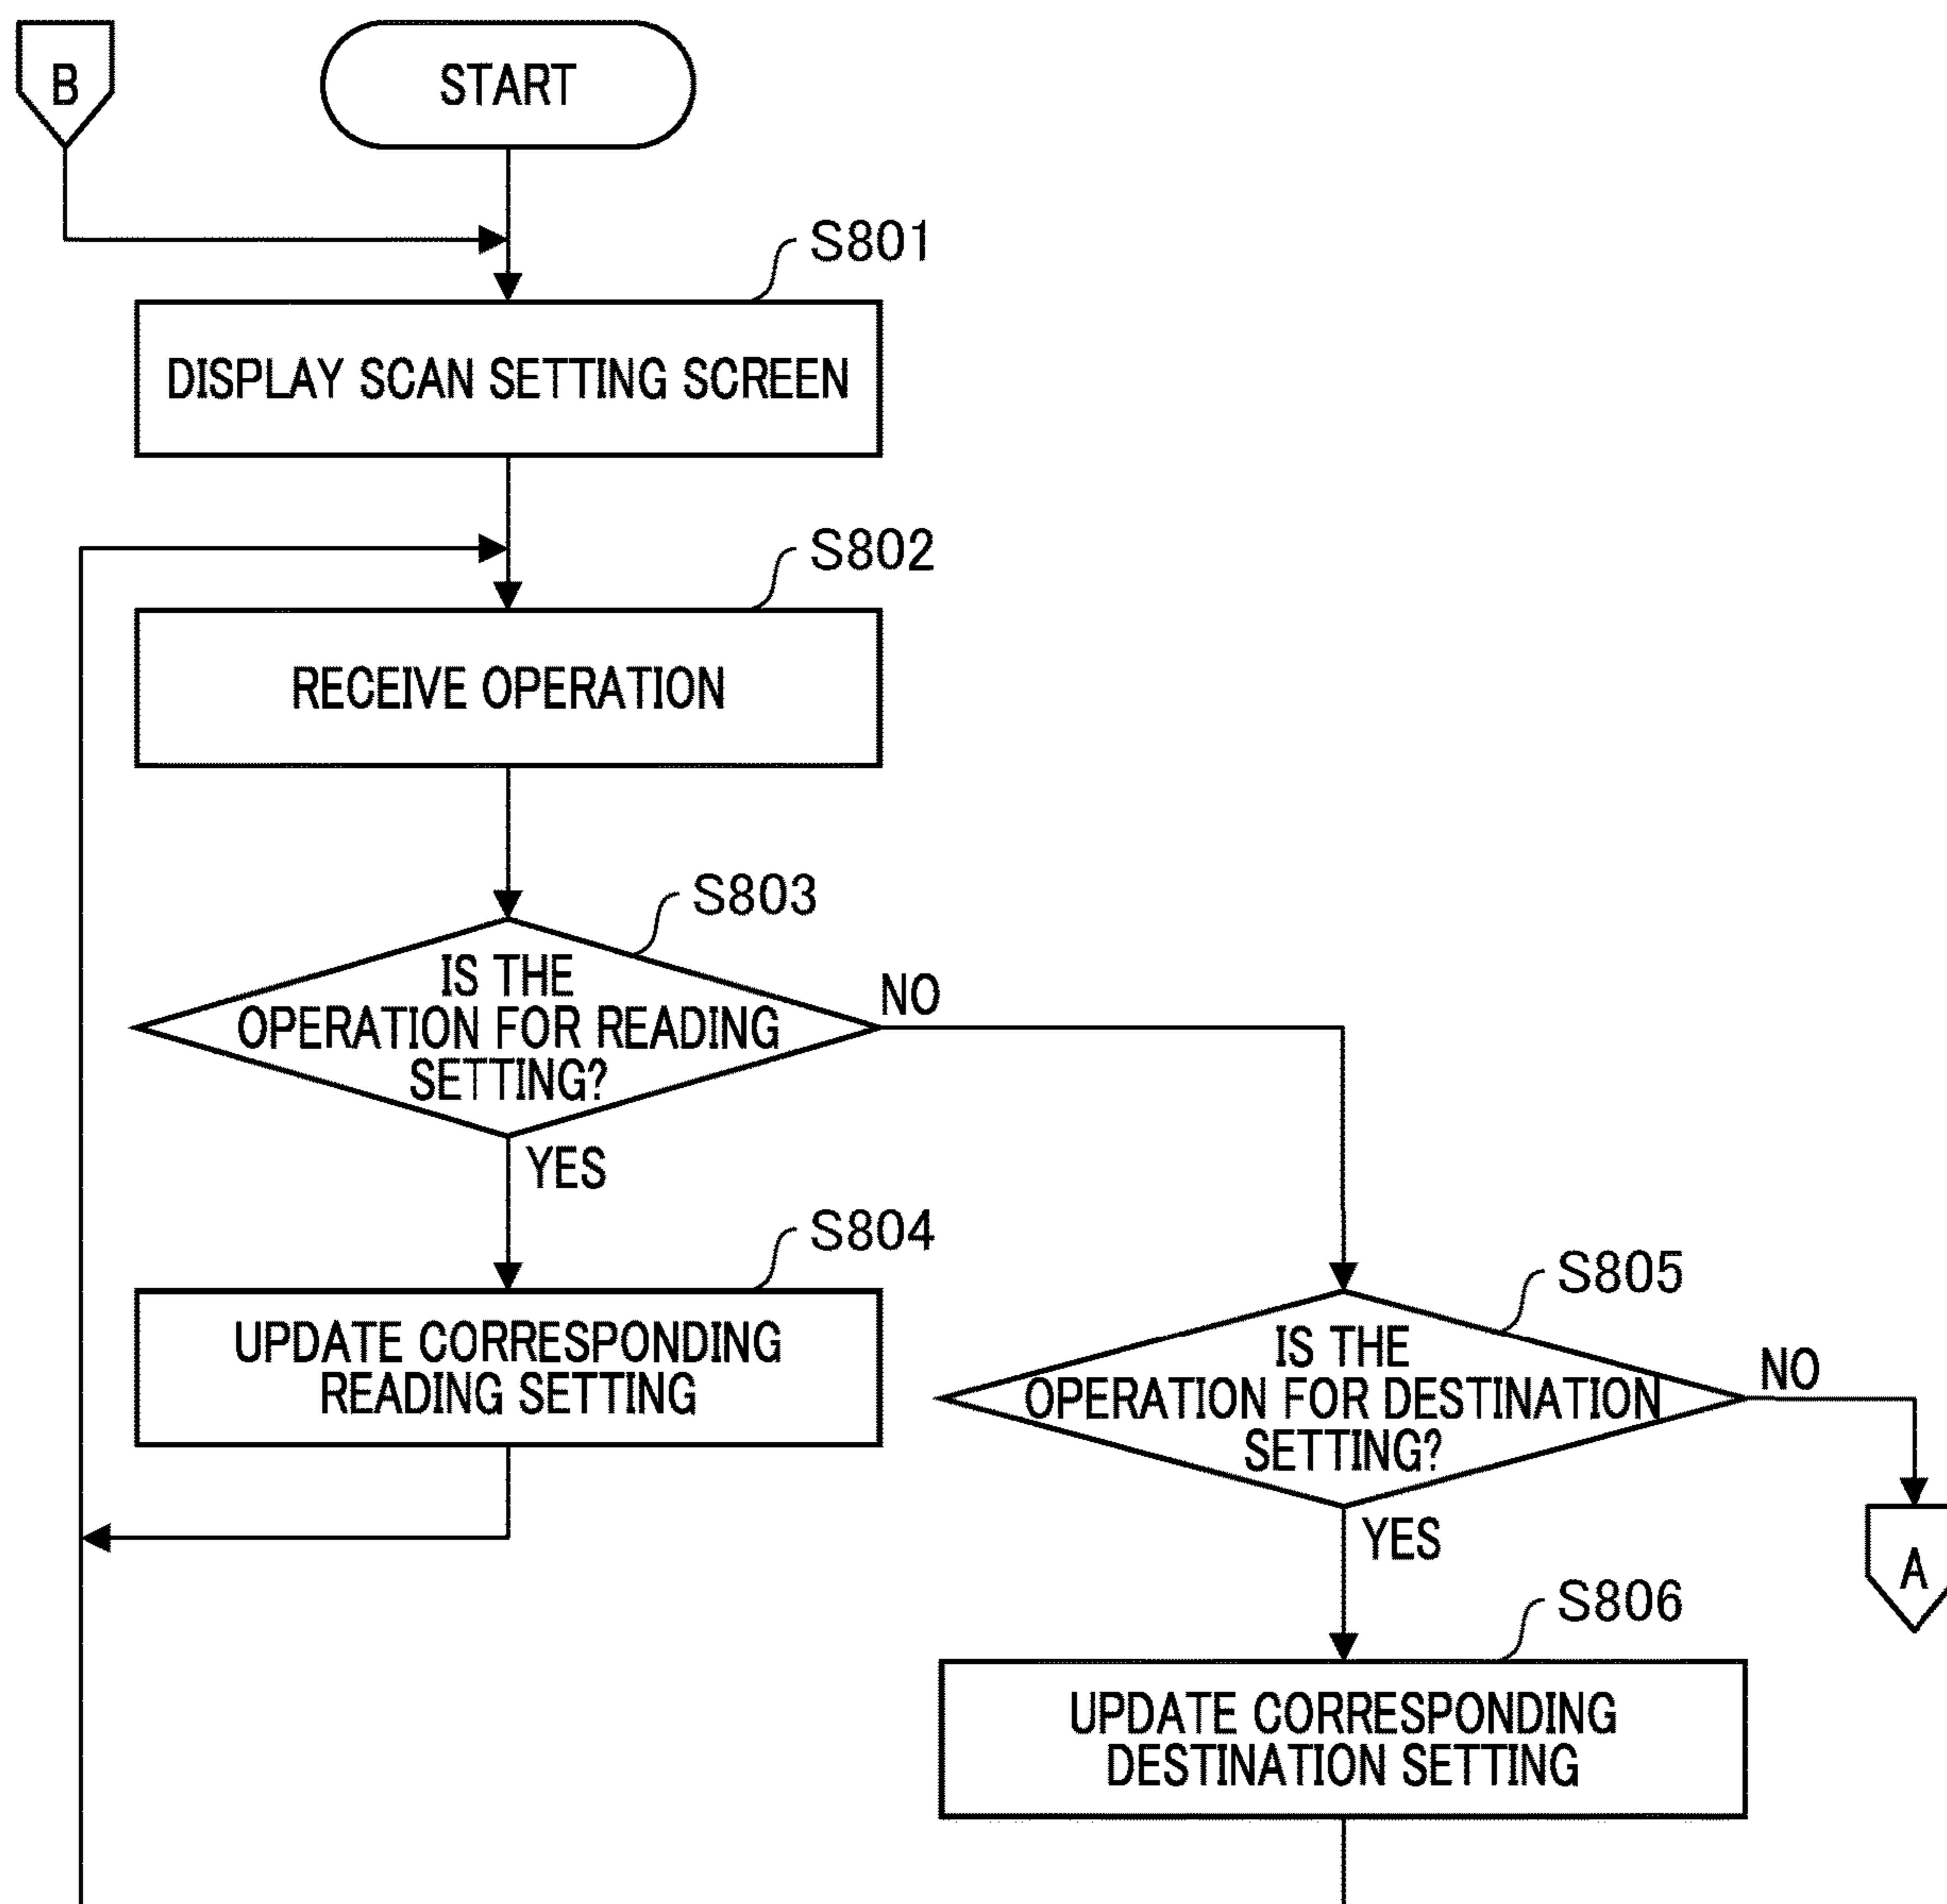 B
START
S801
DISPLAY SCAN SETTING SCREEN
S802
RECEIVE OPERATION
S803
IS THE
OPERATION FOR READING
SETTING?
NO
YES
S804
UPDATE CORRESPONDING
READING SETTING
S805
IS THE
OPERATION FOR DESTINATION
SETTING?
NO
YES
A
S806
UPDATE CORRESPONDING
DESTINATION SETTING